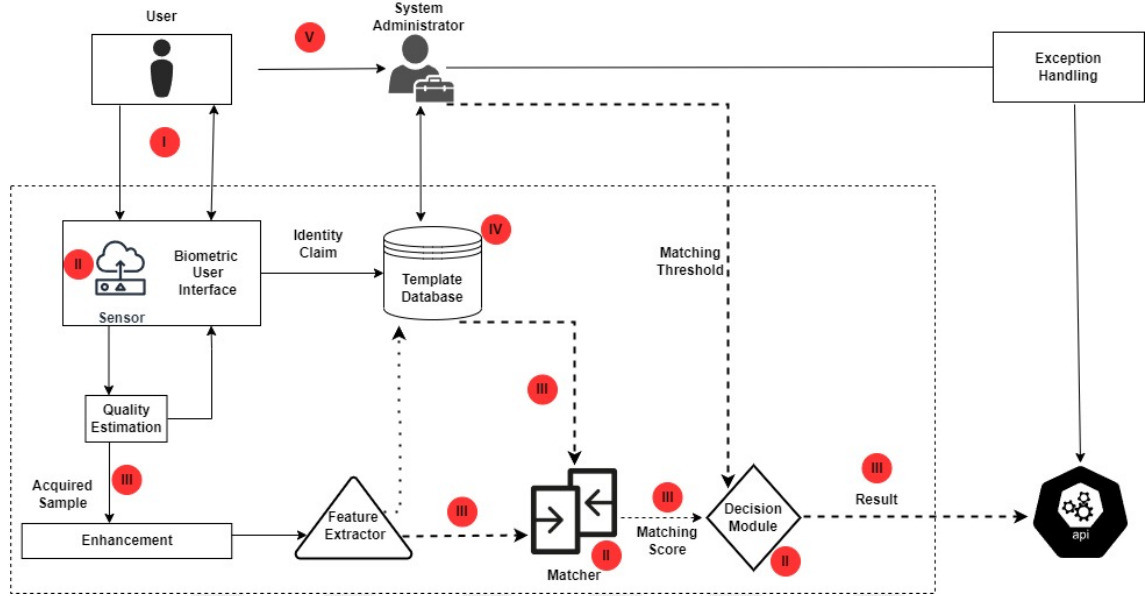 User
System
Administrator
V
Exception
Handling
I
II
Biometric
User
Interface
Sensor
Identity
Claim
IV
Template
Database
Matching
Threshold
Quality
Estimation
III
III
Acquired
Sample
Enhancement
Feature
Extractor
III
III
Matching
Score
Matcher
II
Decision
Module
II
III
Result
api